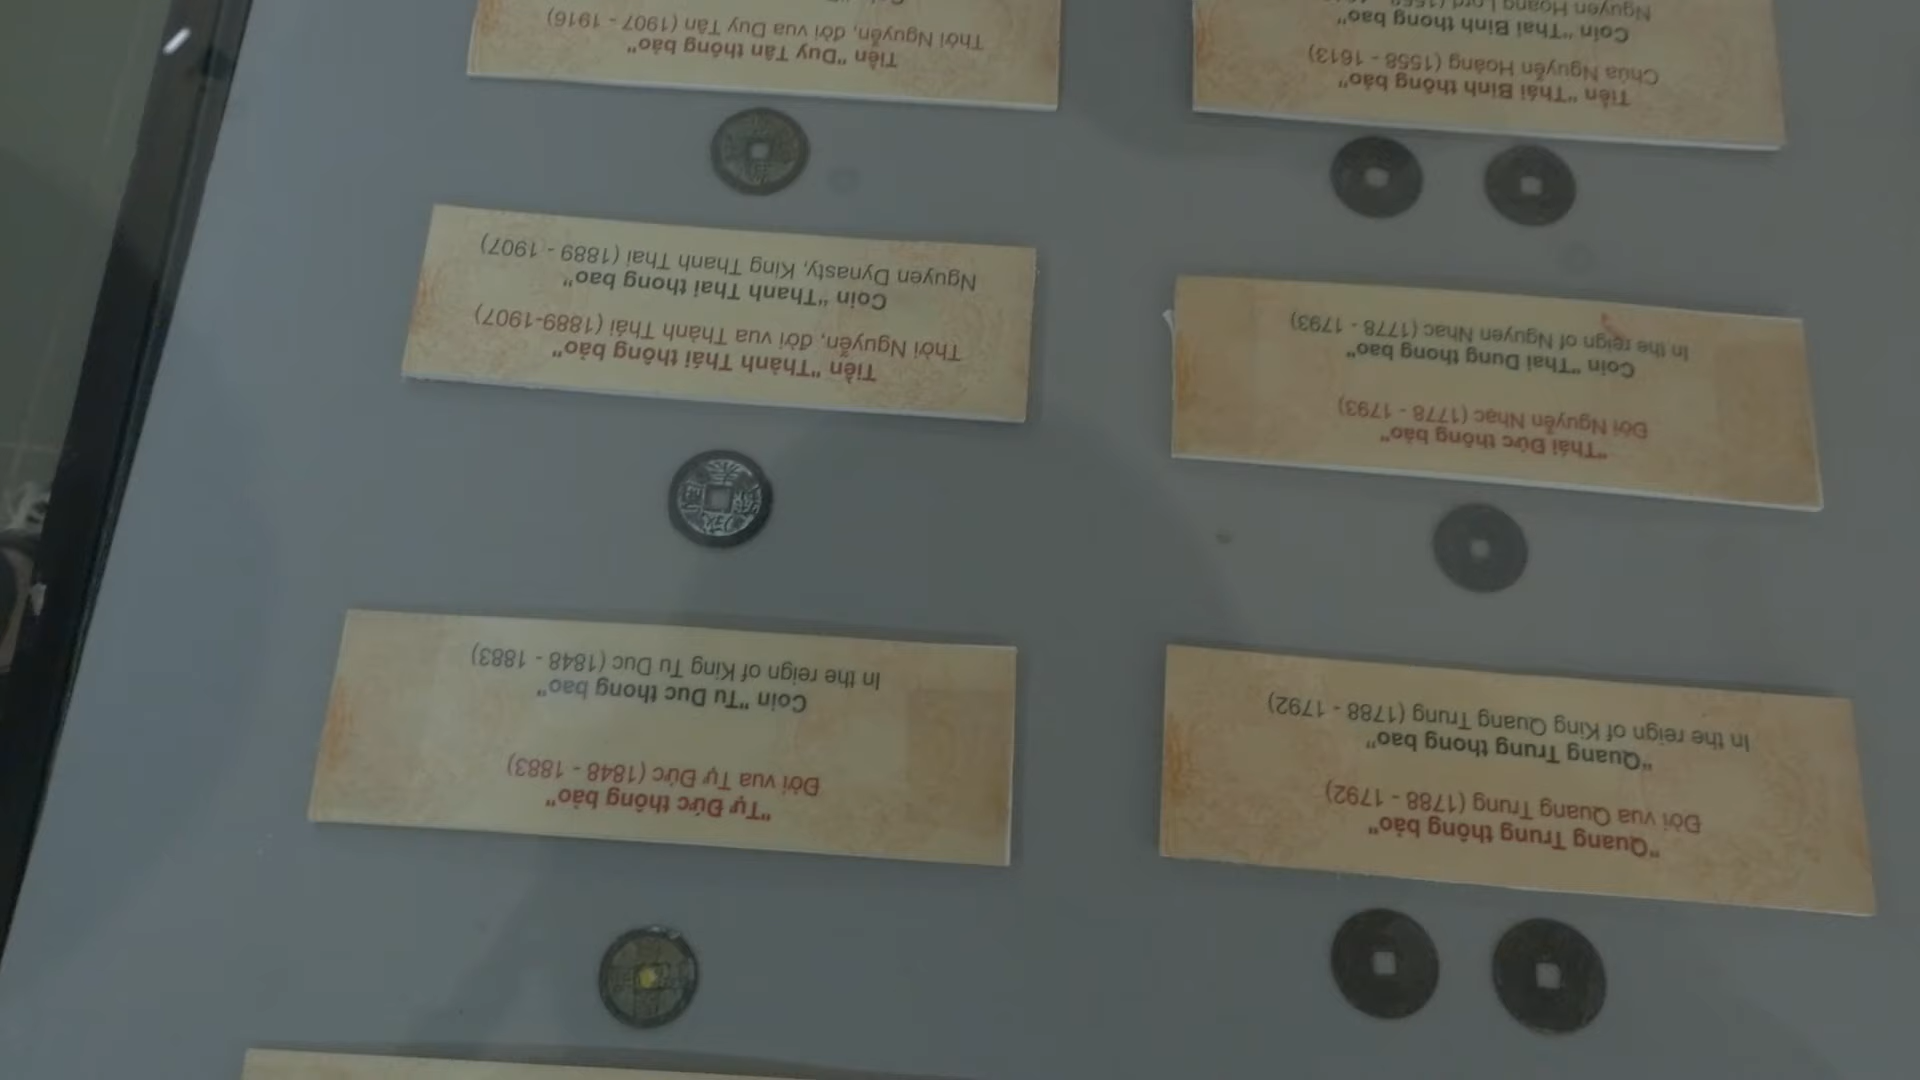 "Quang Trung thông bảo"
Đời vua Quang Trung (1788 - 1792)
"Quang Trung thong bao"
In the reign of King Quang Trung (1788 - 1792)
"Tự Đức thông bảo"
Đời vua Tự Đức (1848 - 1883)
Coin "Tu Duc thong bao"
In the reign of King Tu Duc (1848 - 1883)
"Thái Đức thông bảo"
Đời Nguyễn Nhạc (1778 - 1793)
Coin "Thai Dung thong bao"
In the reign of Nguyen Nhac (1778 - 1793)
Tiền "Thành Thái thông bảo"
Thời Nguyễn, đời vua Thành Thái (1889-1907)
Coin "Thanh Thai thong bao"
Nguyen Dynasty, King Thanh Thai (1889 - 1907)
Tiền "Thái Bình thông bảo"
Chúa Nguyễn Hoàng (1558 - 1613)
Coin "Thai Binh thong bao"
Nguyen Hoang Lord
Tiền "Duy Tân thông bảo"
Thời Nguyễn, đời vua Duy Tân (1907 - 1916)